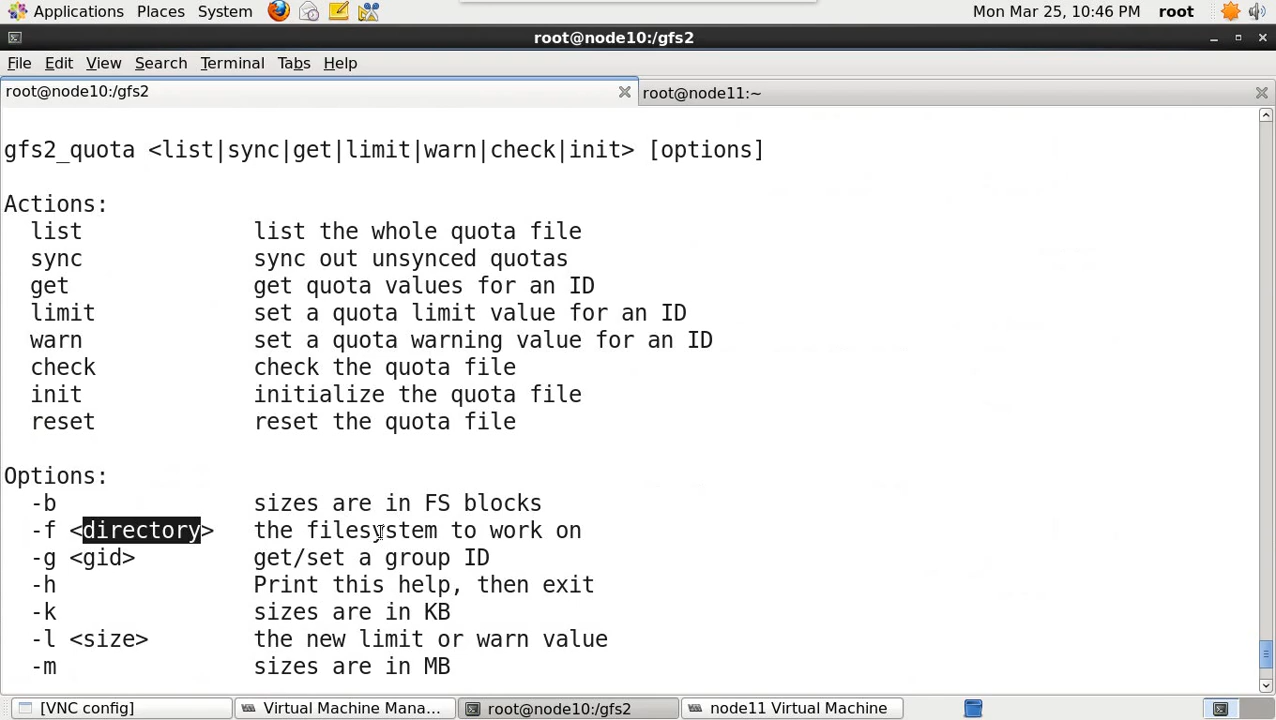 Applications Places System Mon Mar 25, 10:46 PM root
root@node10:/gfs2
File Edit View Search Terminal Tabs Help
root@node10:/gfs2 root@node11:~
gfs2_quota <list|sync|get|limit|warn|check|init> [options]
Actions:
list list the whole quota file
sync sync out unsynced quotas
get get quota values for an ID
limit set a quota limit value for an ID
warn set a quota warning value for an ID
check check the quota file
init initialize the quota file
reset reset the quota file
Options:
-b sizes are in FS blocks
-f <directory> the filesystem to work on
-g <gid> get/set a group ID
-h Print this help, then exit
-k sizes are in KB
-l <size> the new limit or warn value
-m sizes are in MB
[VNC config] Virtual Machine Mana... root@node10:/gfs2 node11 Virtual Machine